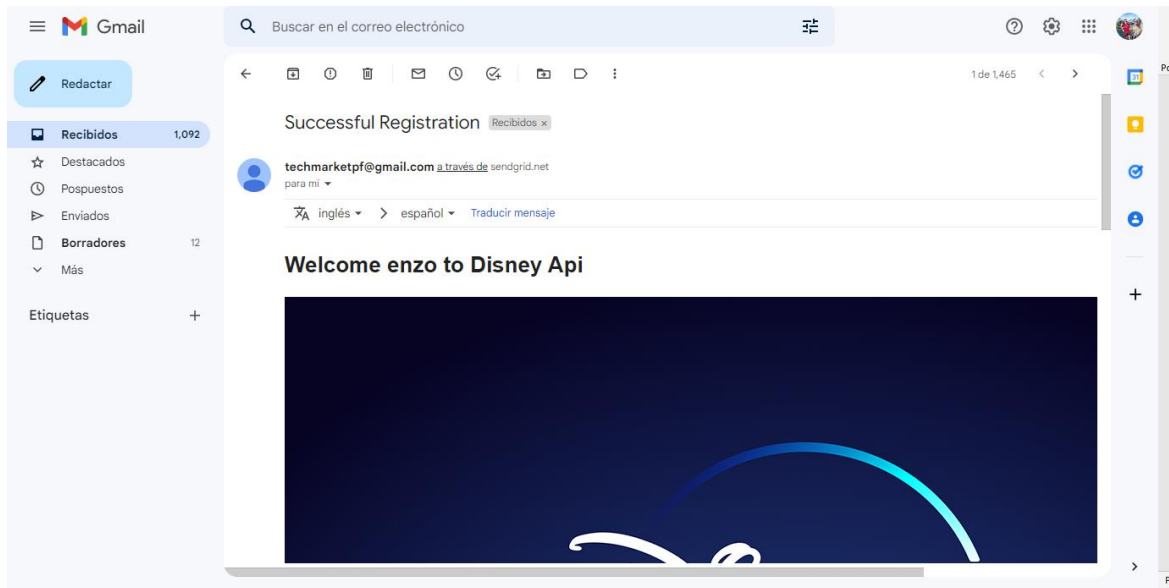 Gmail
Buscar en el correo electrónico
Redactar
1 de 1,465
31
Recibidos 1,092
Destacados
Pospuestos
Enviados
Borradores 12
Más
Etiquetas
Successful Registration Recibidos x
techmarketpf@gmail.com a través de sendgrid.net
para mí
inglés > español Traducir mensaje
Welcome enzo to Disney Api